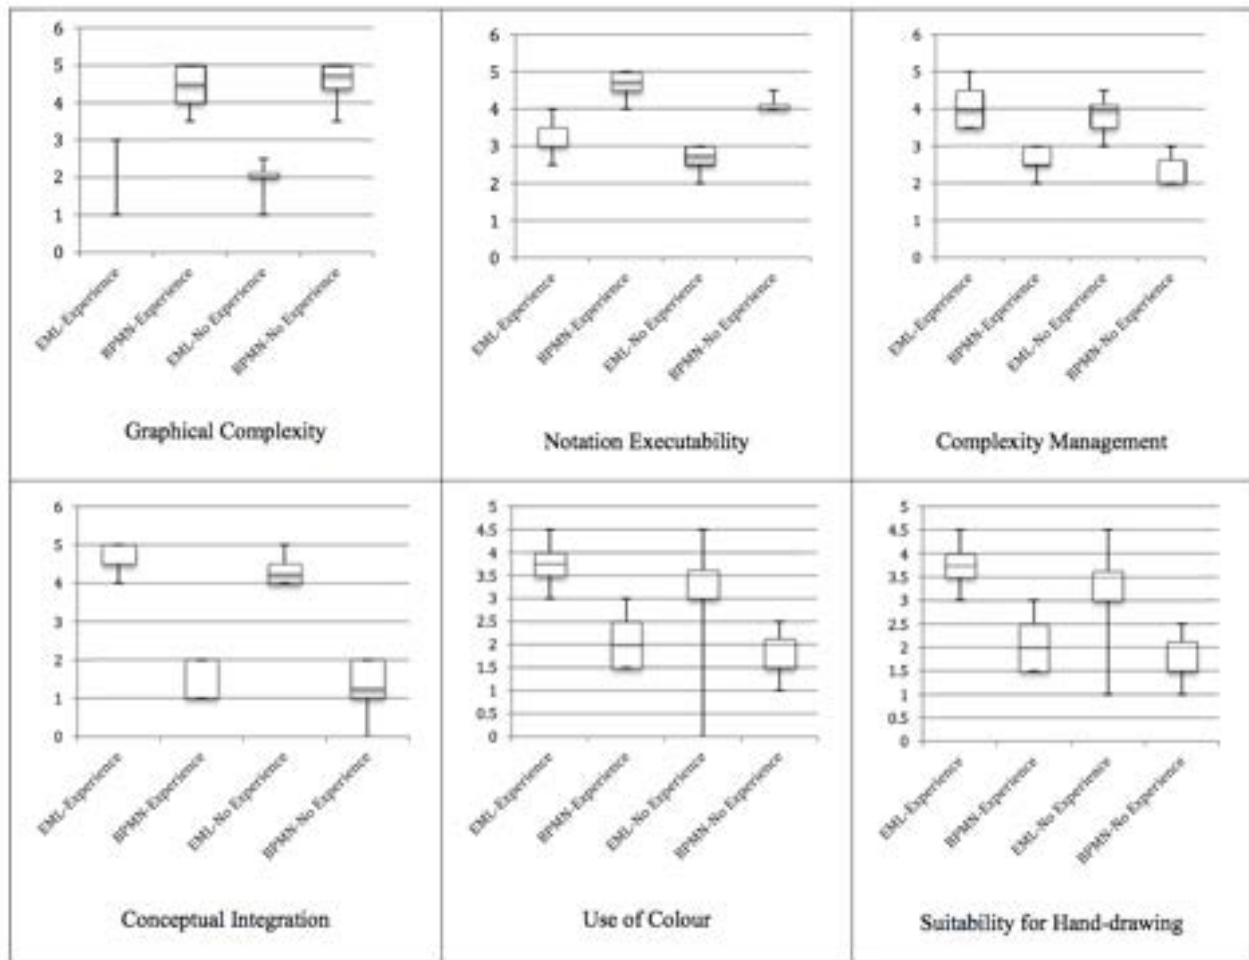 6
5
4
3
2
1
0
EML-Experience
BPMN-Experience
EML-No Experience
BPMN-No Experience
Graphical Complexity
6
5
4
3
2
1
0
EML-Experience
BPMN-Experience
EML-No Experience
BPMN-No Experience
Notation Executability
6
5
4
3
2
1
0
EML-Experience
BPMN-Experience
EML-No Experience
BPMN-No Experience
Complexity Management
6
5
4
3
2
1
0
EML-Experience
BPMN-Experience
EML-No Experience
BPMN-No Experience
Conceptual Integration
5
4.5
4
3.5
3
2.5
2
1.5
1
0.5
0
EML-Experience
BPMN-Experience
EML-No Experience
BPMN-No Experience
Use of Colour
5
4.5
4
3.5
3
2.5
2
1.5
1
0.5
0
EML-Experience
BPMN-Experience
EML-No Experience
BPMN-No Experience
Suitability for Hand-drawing